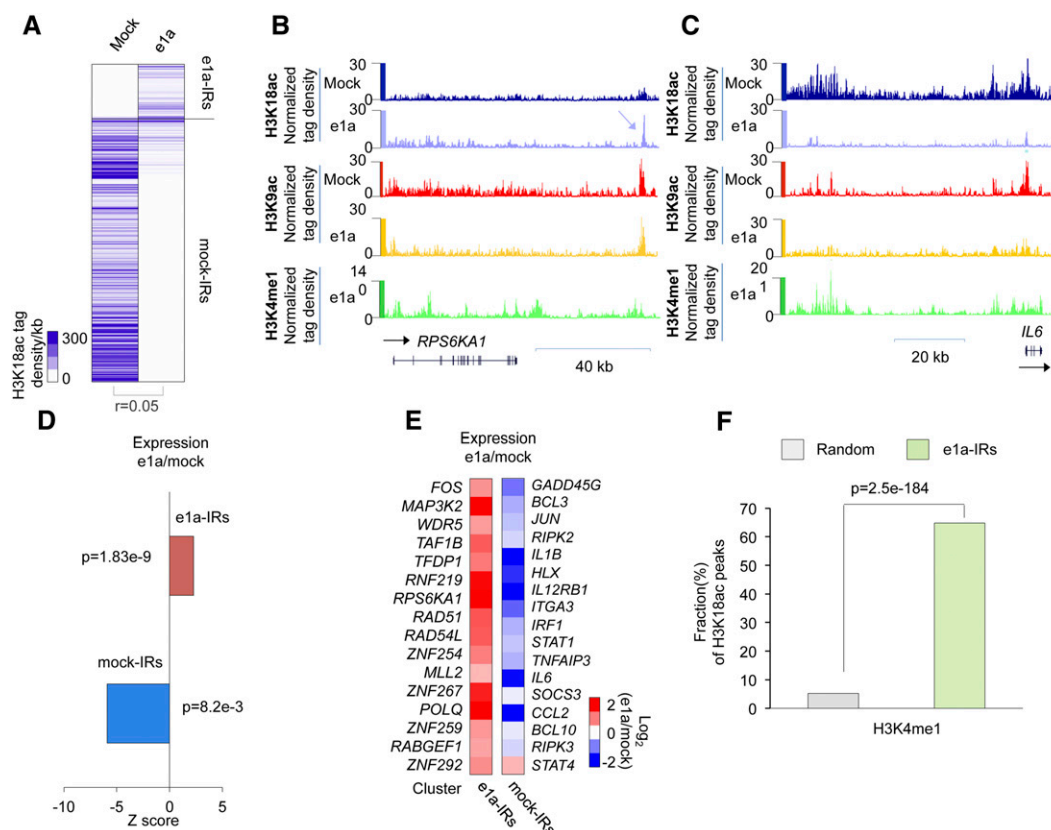 A
Mock
e1a
e1a-IRs
mock-IRs
H3K18ac tag
density/kb
300
0
r=0.05
B
H3K18ac
Normalized
tag density
30
Mock
0
30
e1a
0
H3K9ac
Normalized
tag density
30
Mock
0
30
e1a
0
H3K4me1
Normalized
tag density
14
0
e1a
0
RPS6KA1
40 kb
C
H3K18ac
Normalized
tag density
30
Mock
0
30
e1a
0
H3K9ac
Normalized
tag density
30
Mock
0
30
e1a
0
H3K4me1
Normalized
tag density
20
1
e1a
0
IL6
20 kb
D
Expression
e1a/mock
e1a-IRs
p=1.83e-9
mock-IRs
p=8.2e-3
-10 -5 0 5
Z score
E
Expression
e1a/mock
FOS
MAP3K2
WDR5
TAF1B
TFDP1
RNF219
RPS6KA1
RAD51
RAD54L
ZNF254
MLL2
ZNF267
POLQ
ZNF259
RABGEF1
ZNF292
GADD45G
BCL3
JUN
RIPK2
IL1B
HLX
IL12RB1
ITGA3
IRF1
STAT1
TNFAIP3
IL6
SOCS3
CCL2
BCL10
RIPK3
STAT4
2
0
-2
Log2
(e1a/mock)
Cluster
e1a-IRs
mock-IRs
F
Random
e1a-IRs
p=2.5e-184
Fraction(%)
of H3K18ac peaks
70
60
50
40
30
20
10
0
H3K4me1